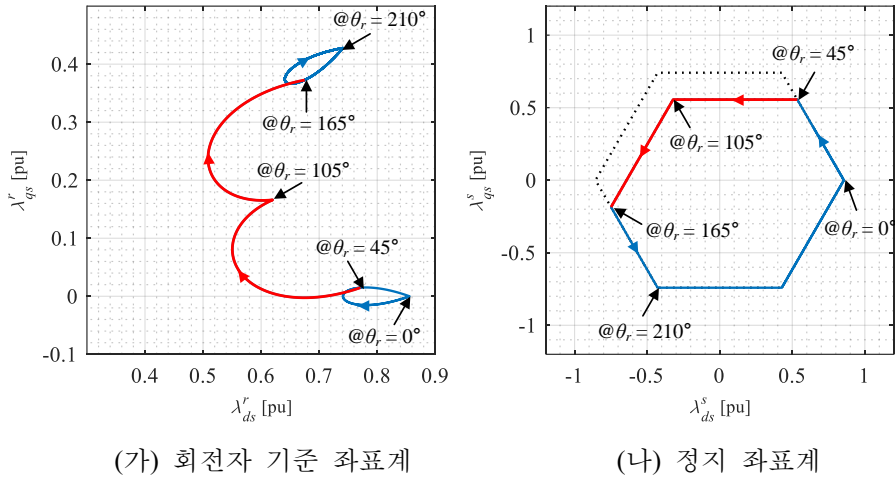 @θr = 210°
0.4
@θr = 165°
0.3
λqs^r [pu]
0.2
@θr = 105°
0.1
@θr = 45°
0
@θr = 0°
-0.1
0.4 0.5 0.6 0.7 0.8 0.9
λds^r [pu]
(가) 회전자 기준 좌표계
1
@θr = 45°
0.5
@θr = 105°
λqs^s [pu]
0
@θr = 0°
@θr = 165°
-0.5
@θr = 210°
-1
-1 -0.5 0 0.5 1
λds^s [pu]
(나) 정지 좌표계